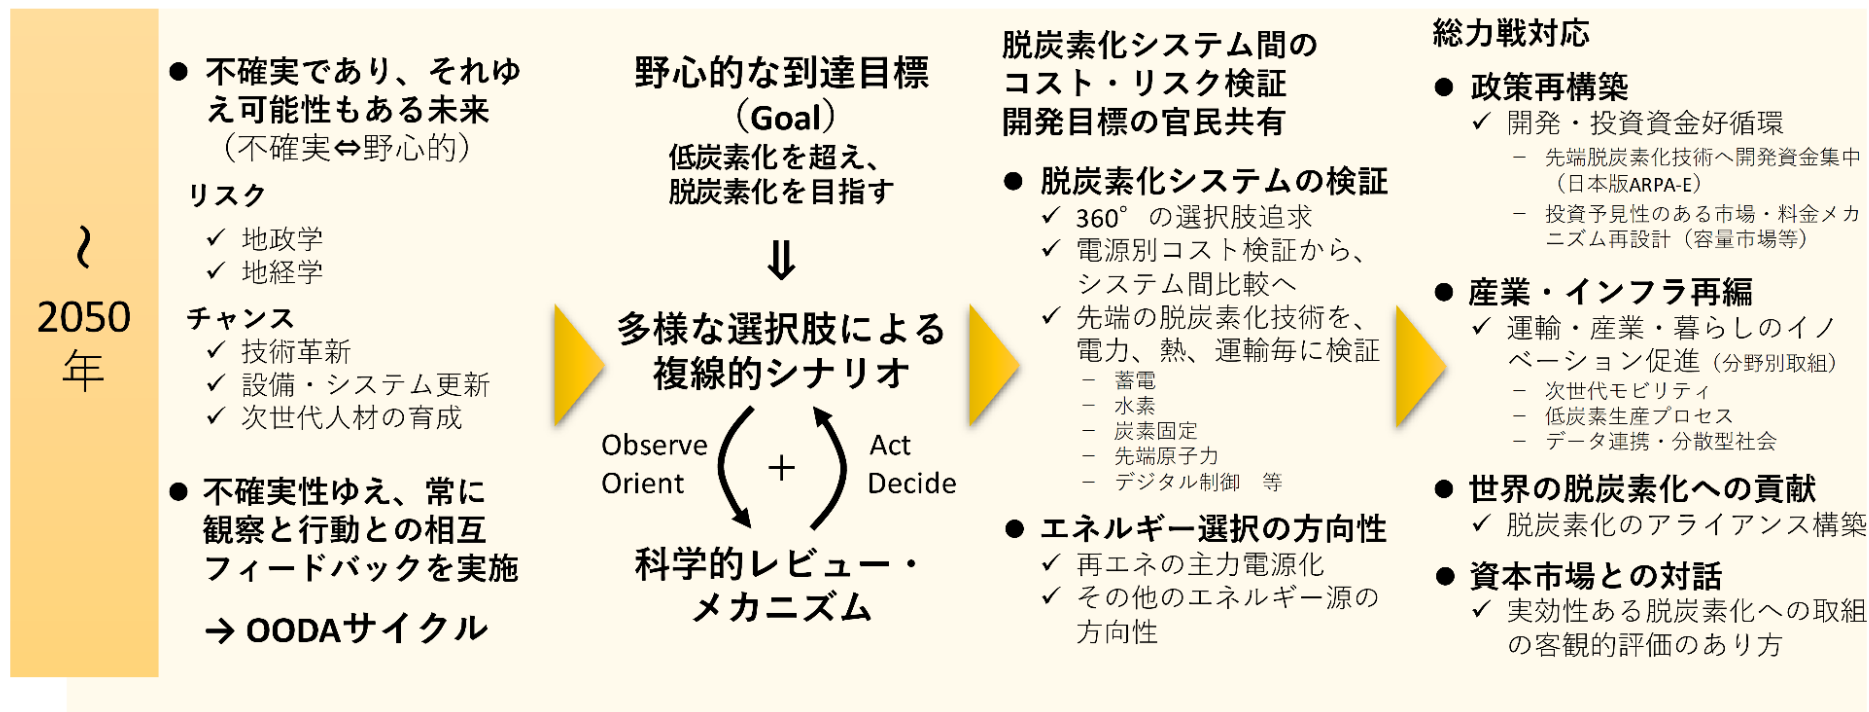 ～
2050
年
● 不確実であり、それゆ
え可能性もある未来
（不確実⇔野心的）
リスク
✓ 地政学
✓ 地経学
チャンス
✓ 技術革新
✓ 設備・システム更新
✓ 次世代人材の育成
● 不確実性ゆえ、常に
観察と行動との相互
フィードバックを実施
→ OODAサイクル
野心的な到達目標
（Goal）
低炭素化を超え、
脱炭素化を目指す
⇓
多様な選択肢による
複線的シナリオ
Observe
Orient
+
Act
Decide
科学的レビュー・
メカニズム
脱炭素化システム間の
コスト・リスク検証
開発目標の官民共有
● 脱炭素化システムの検証
✓ 360°の選択肢追求
✓ 電源別コスト検証から、
システム間比較へ
✓ 先端の脱炭素化技術を、
電力、熱、運輸毎に検証
− 蓄電
− 水素
− 炭素固定
− 先端原子力
− デジタル制御　等
● エネルギー選択の方向性
✓ 再エネの主力電源化
✓ その他のエネルギー源の
方向性
総力戦対応
● 政策再構築
✓ 開発・投資資金好循環
− 先端脱炭素化技術へ開発資金集中
（日本版ARPA-E）
− 投資予見性のある市場・料金メカ
ニズム再設計（容量市場等）
● 産業・インフラ再編
✓ 運輸・産業・暮らしのイノ
ベーション促進（分野別取組）
− 次世代モビリティ
− 低炭素生産プロセス
− データ連携・分散型社会
● 世界の脱炭素化への貢献
✓ 脱炭素化のアライアンス構築
● 資本市場との対話
✓ 実効性ある脱炭素化への取組
の客観的評価のあり方